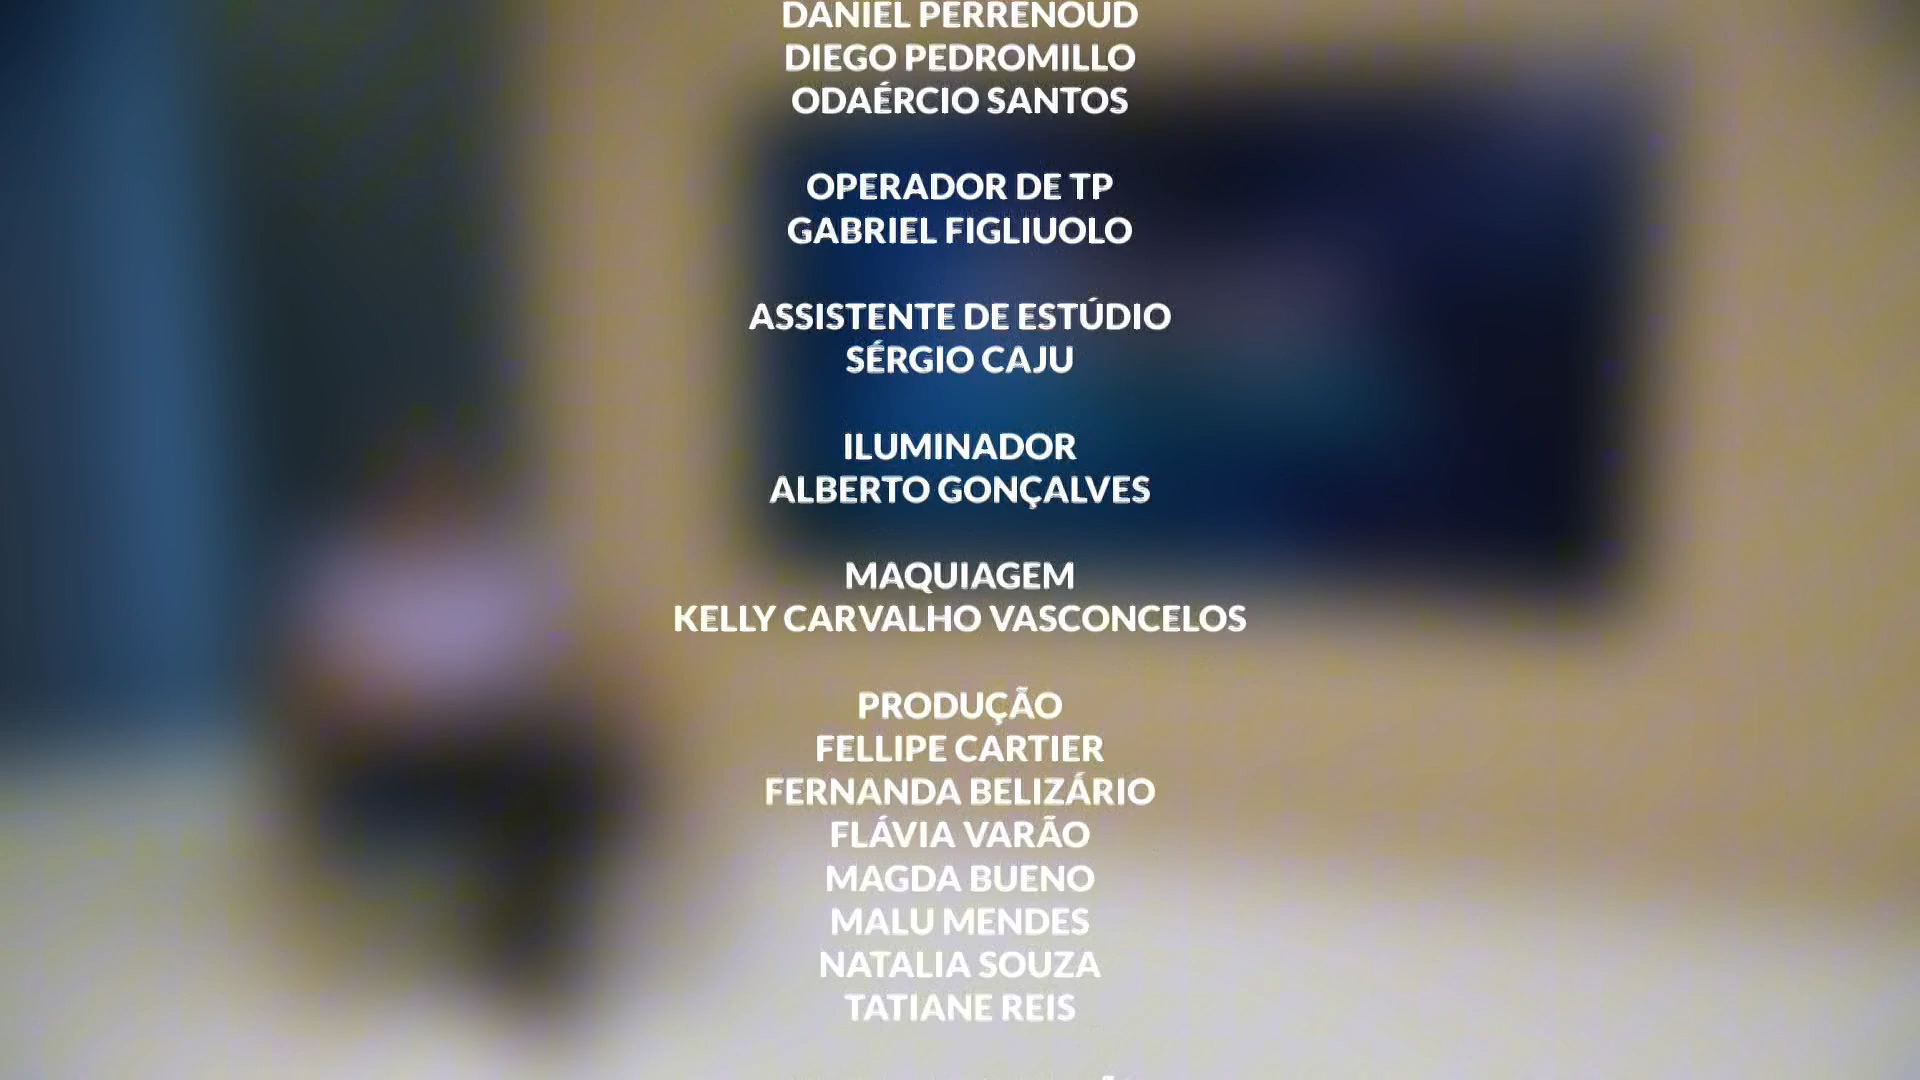 DANIEL PERRENOUD
DIEGO PEDROMILLO
ODAÉRCIO SANTOS
OPERADOR DE TP
GABRIEL FIGLIUOLO
ASSISTENTE DE ESTÚDIO
SÉRGIO CAJU
ILUMINADOR
ALBERTO GONÇALVES
MAQUIAGEM
KELLY CARVALHO VASCONCELOS
PRODUÇÃO
FELLIPE CARTIER
FERNANDA BELIZÁRIO
FLÁVIA VARÃO
MAGDA BUENO
MALU MENDES
NATALIA SOUZA
TATIANE REIS